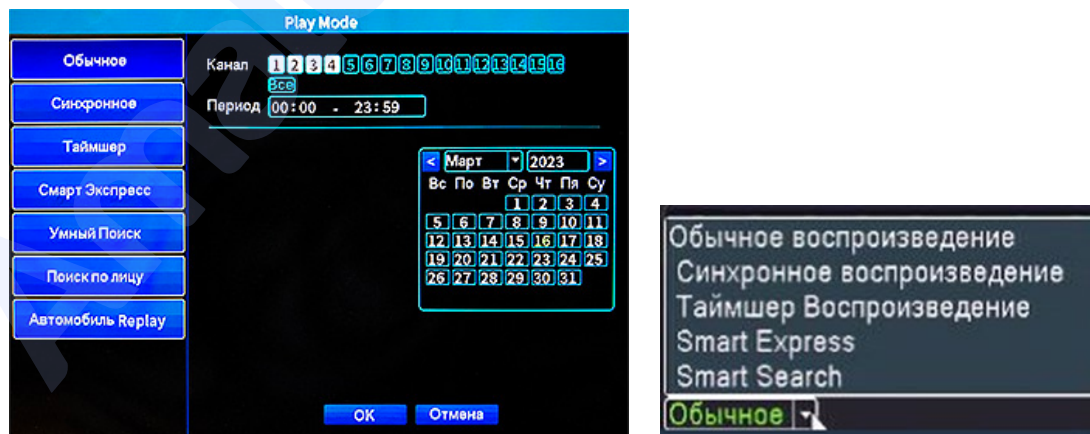 Play Mode
Обычное
Синхронное
Таймшер
Смарт Экспресс
Умный Поиск
Поиск по лицу
Автомобиль Replay
Канал 1 2 3 4 5 6 7 8 9 10 11 12 13 14 15 16
Все
Период 00:00 - 23:59
< Март 2023 >
Вс По Вт Ср Чт Пя Су
1 2 3 4
5 6 7 8 9 10 11
12 13 14 15 16 17 18
19 20 21 22 23 24 25
26 27 28 29 30 31
OK Отмена
Обычное воспроизведение
Синхронное воспроизведение
Таймшер Воспроизведение
Smart Express
Smart Search
Обычное